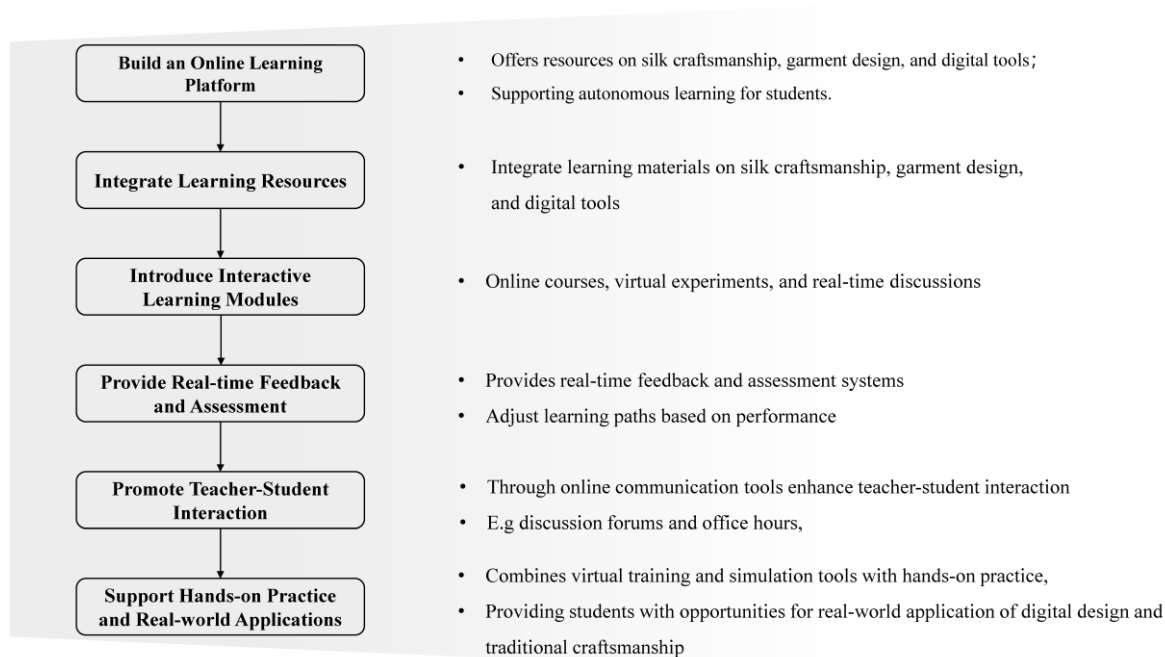 Build an Online Learning
Platform
• Offers resources on silk craftsmanship, garment design, and digital tools；
• Supporting autonomous learning for students.
Integrate Learning Resources
• Integrate learning materials on silk craftsmanship, garment design,
and digital tools
Introduce Interactive
Learning Modules
• Online courses, virtual experiments, and real-time discussions
Provide Real-time Feedback
and Assessment
• Provides real-time feedback and assessment systems
• Adjust learning paths based on performance
Promote Teacher-Student
Interaction
• Through online communication tools enhance teacher-student interaction
• E.g discussion forums and office hours,
Support Hands-on Practice
and Real-world Applications
• Combines virtual training and simulation tools with hands-on practice,
• Providing students with opportunities for real-world application of digital design and
traditional craftsmanship